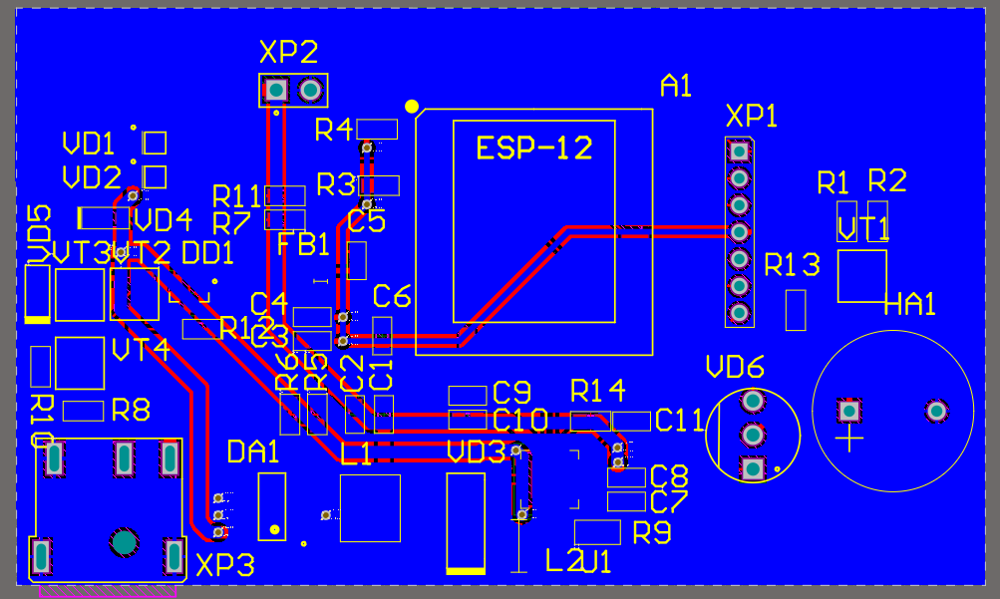 XP2
A1
XP1
R4
ESP-12
VD1
VD2
R3
R1
R2
R11
VD4
R7
C5
VD5
VT1
VT3
VT2
DD1
FB1
R13
C4
C6
HA1
R12
C3
VT4
R6
R5
C2
C1
VD6
C9
R14
R10
R8
C10
C11
DA1
L1
VD3
C8
C7
R9
XP3
L2
U1